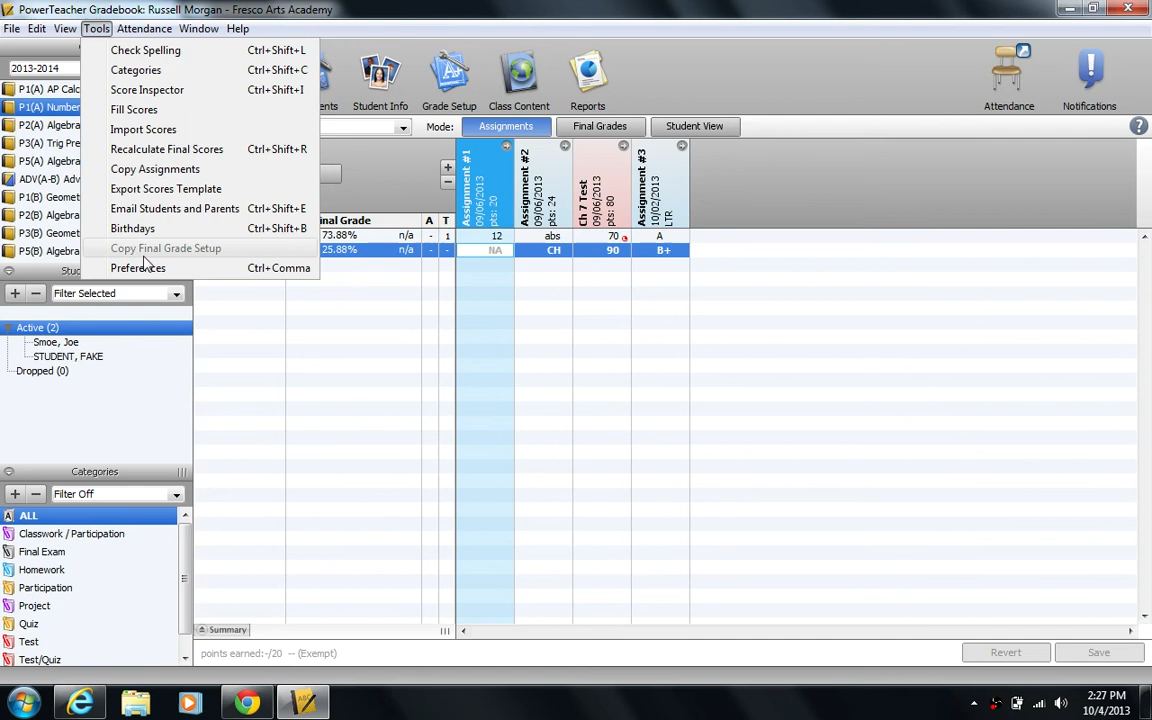 PowerTeacher Gradebook: Russell Morgan - Fresco Arts Academy
File Edit View Tools Attendance Window Help
Check Spelling Ctrl+Shift+L
Categories Ctrl+Shift+C
Score Inspector Ctrl+Shift+I
Fill Scores
Import Scores
Recalculate Final Scores Ctrl+Shift+R
Copy Assignments
Export Scores Template
Email Students and Parents Ctrl+Shift+E
Birthdays Ctrl+Shift+B
Copy Final Grade Setup
Preferences Ctrl+Comma
2013-2014
P1(A) AP Calc
P1(A) Number
P2(A) Algebra
P3(A) Trig Pre
P5(A) Algebra
ADV(A-B) Adv
P1(B) Geomet
P2(B) Algebra
P3(B) Geomet
P5(B) Algebra
Stu
Filter Selected
Active (2)
Smoe, Joe
STUDENT, FAKE
Dropped (0)
Categories
Filter Off
ALL
Classwork / Participation
Final Exam
Homework
Participation
Project
Quiz
Test
Test/Quiz
ents Student Info Grade Setup Class Content Reports Attendance Notifications
Mode: Assignments Final Grades Student View
Assignment #1
09/06/2013
pts: 20
Assignment #2
09/06/2013
pts: 24
Ch 7 Test
09/06/2013
pts: 80
Assignment #3
10/02/2013
LTR
inal Grade A T
73.88% n/a - 1 12 abs 70 A
25.88% n/a - - NA CH 90 B+
Summary
points earned:-/20 -- (Exempt) Revert Save
2:27 PM
10/4/2013